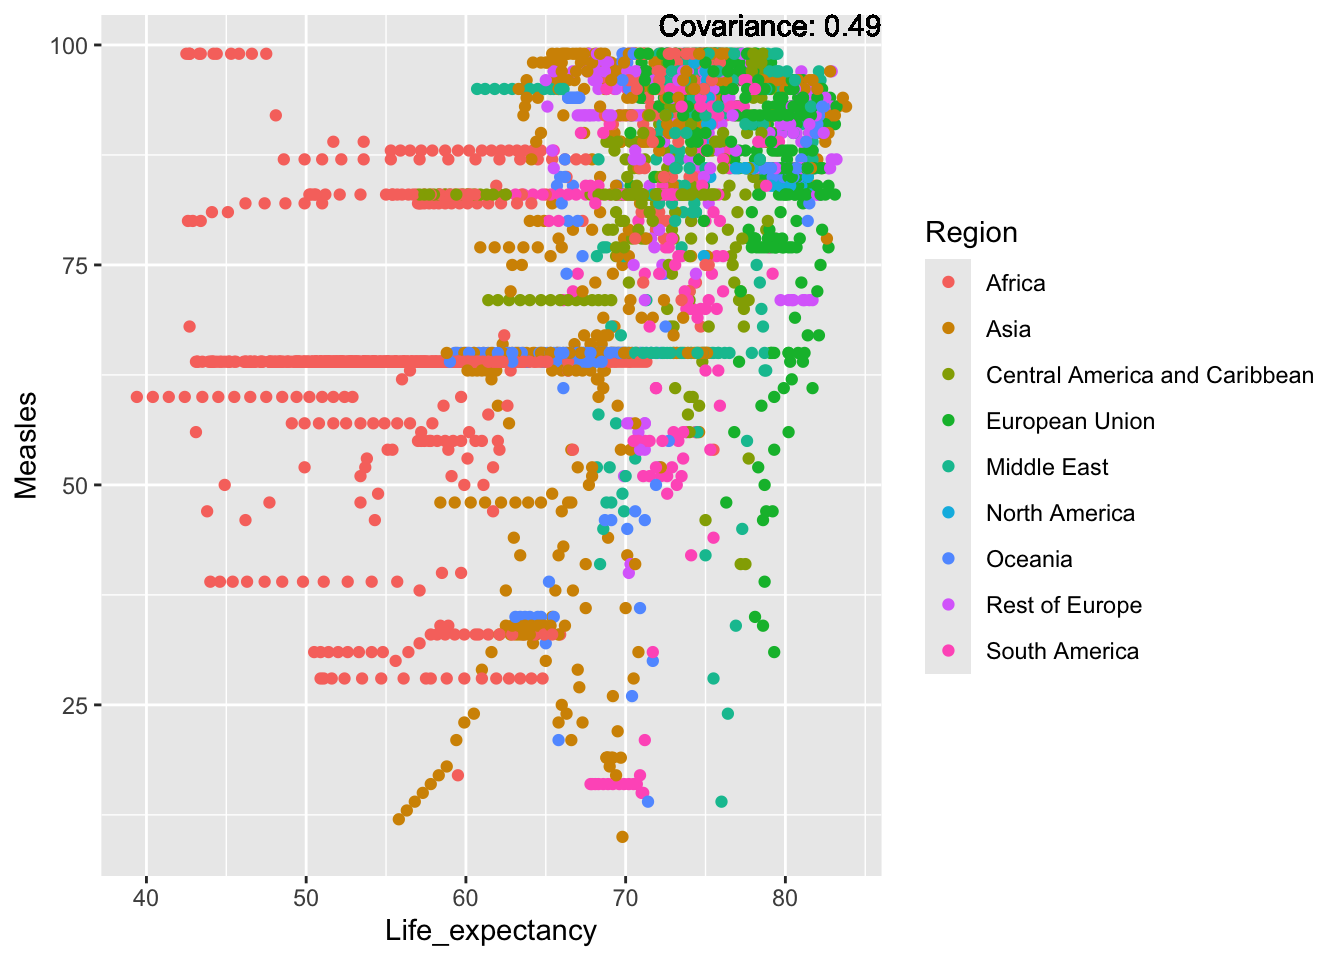 Covariance: 0.49
100
75
50
25
Measles
40 50 60 70 80
Life_expectancy
Region
Africa
Asia
Central America and Caribbean
European Union
Middle East
North America
Oceania
Rest of Europe
South America